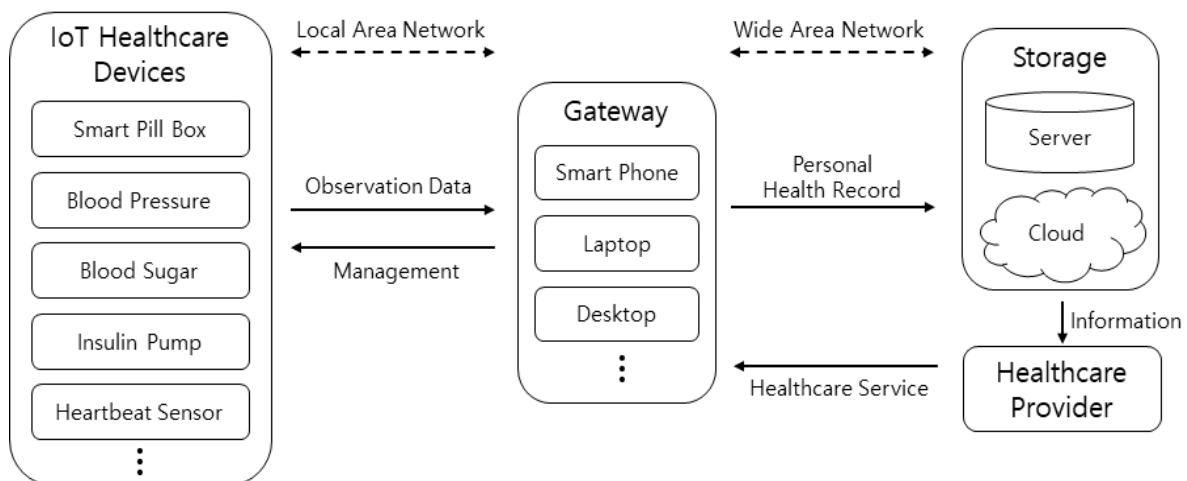 IoT Healthcare
Devices
Smart Pill Box
Blood Pressure
Blood Sugar
Insulin Pump
Heartbeat Sensor
Local Area Network
Observation Data
Management
Gateway
Smart Phone
Laptop
Desktop
Wide Area Network
Personal
Health Record
Healthcare Service
Storage
Server
Cloud
Information
Healthcare
Provider